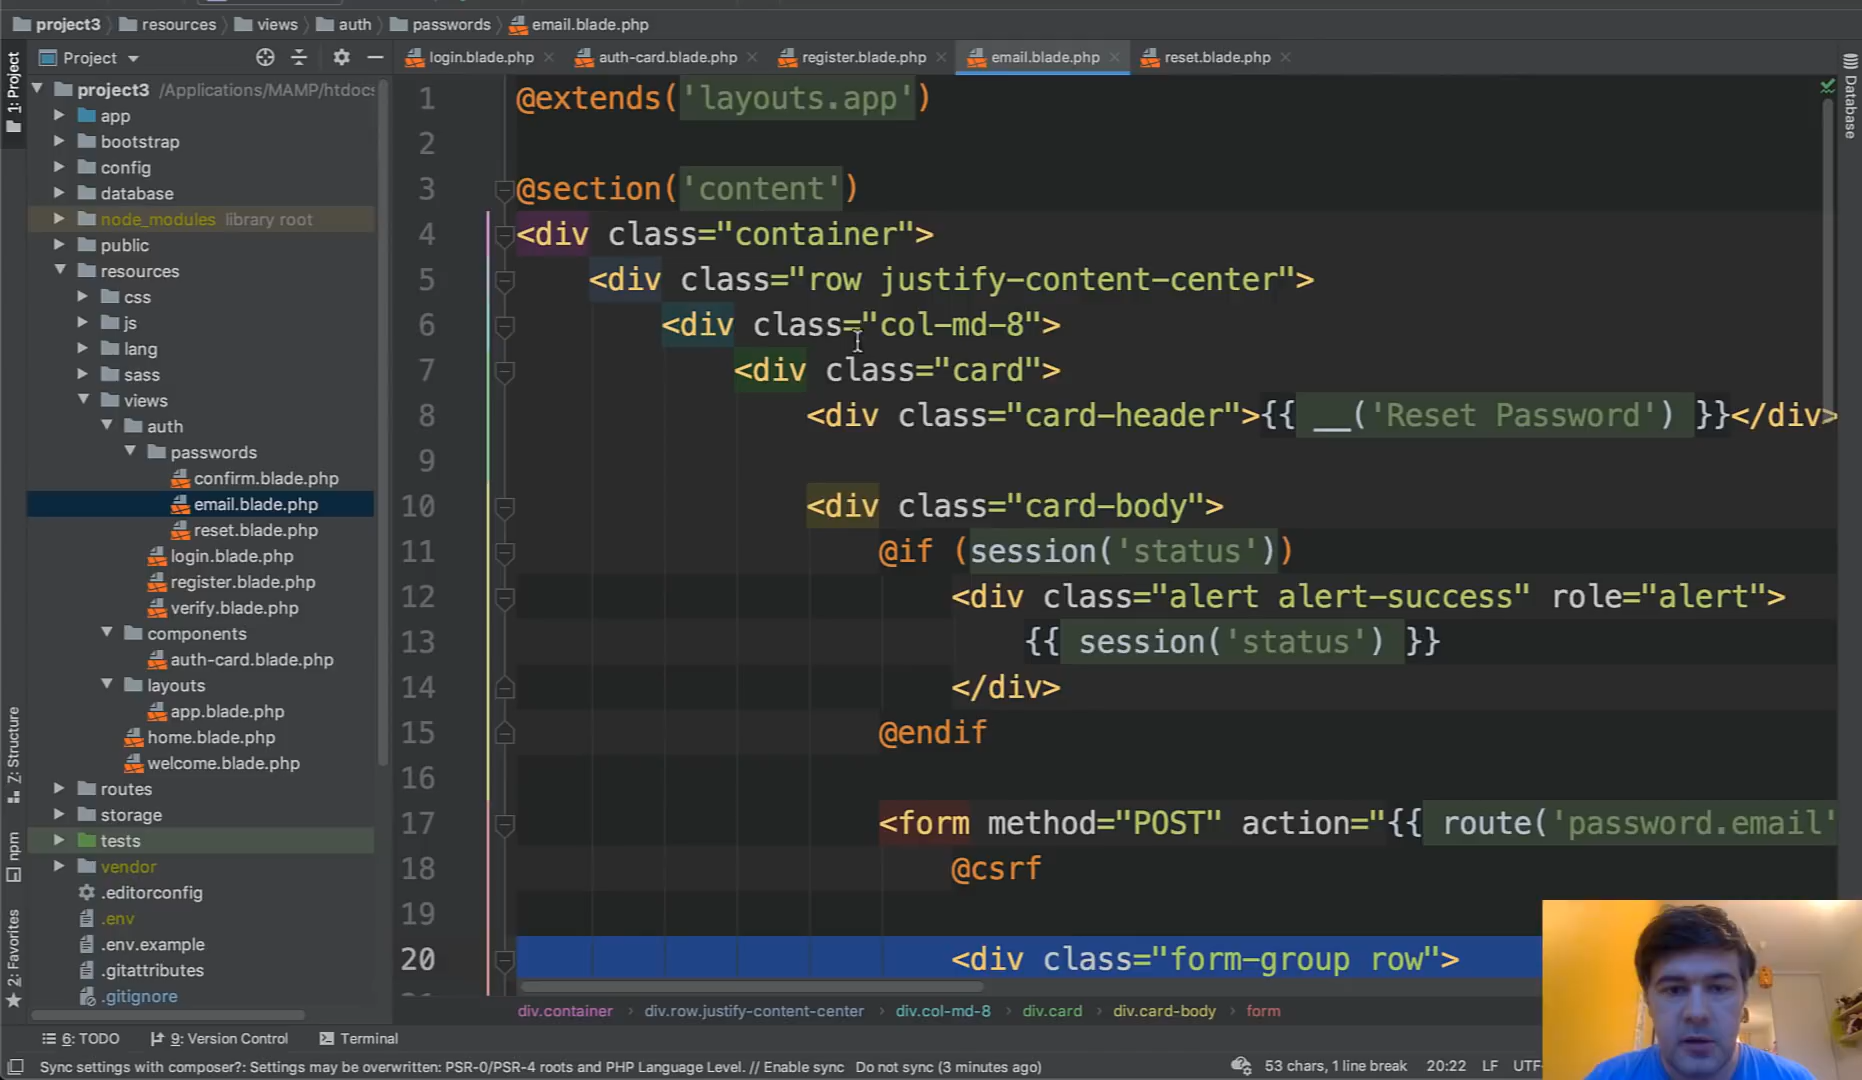 project3 resources views auth passwords email.blade.php
Project
login.blade.php auth-card.blade.php register.blade.php email.blade.php reset.blade.php
1: Project
7: Structure
npm
2: Favorites
Database
project3 /Applications/MAMP/htdocs
app
bootstrap
config
database
node_modules library root
public
resources
css
js
lang
sass
views
auth
passwords
confirm.blade.php
email.blade.php
reset.blade.php
login.blade.php
register.blade.php
verify.blade.php
components
auth-card.blade.php
layouts
app.blade.php
home.blade.php
welcome.blade.php
routes
storage
tests
vendor
.editorconfig
.env
.env.example
.gitattributes
.gitignore
1 @extends('layouts.app')
2
3 @section('content')
4 <div class="container">
5 <div class="row justify-content-center">
6 <div class="col-md-8">
7 <div class="card">
8 <div class="card-header">{{ __('Reset Password') }}</div>
9
10 <div class="card-body">
11 @if (session('status'))
12 <div class="alert alert-success" role="alert">
13 {{ session('status') }}
14 </div>
15 @endif
16
17 <form method="POST" action="{{ route('password.email'
18 @csrf
19
20 <div class="form-group row">
div.container div.row.justify-content-center div.col-md-8 div.card div.card-body form
6: TODO 9: Version Control Terminal
Sync settings with composer?: Settings may be overwritten: PSR-0/PSR-4 roots and PHP Language Level. // Enable sync Do not sync (3 minutes ago) 53 chars, 1 line break 20:22 LF UTF-